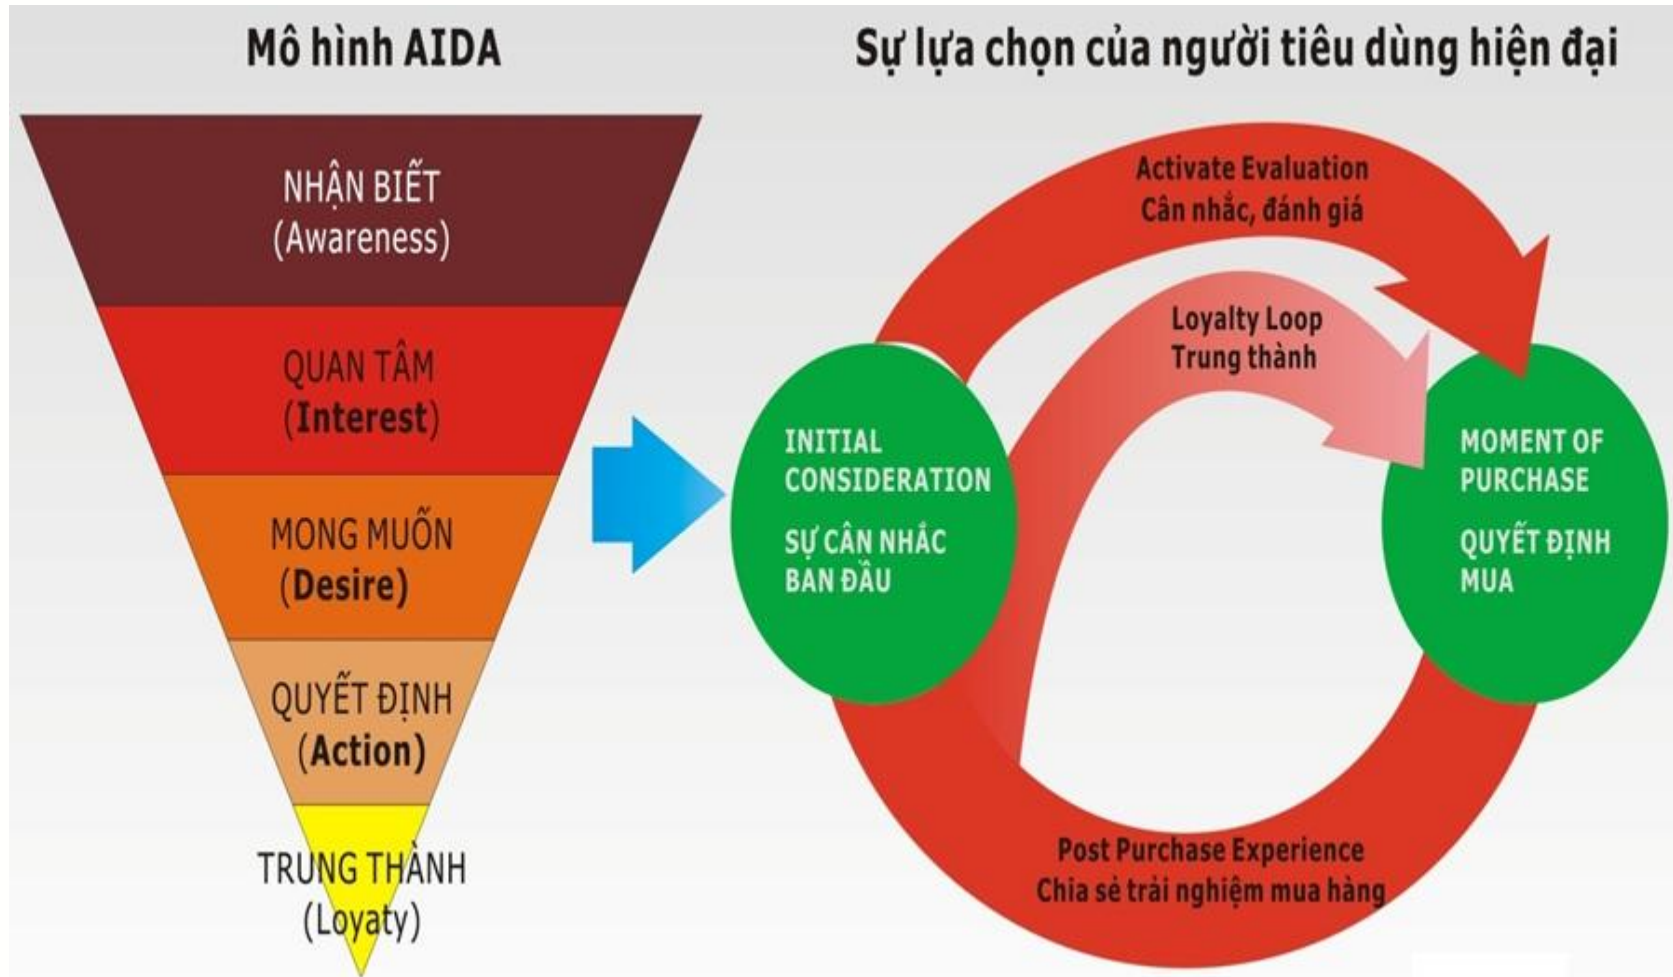 Mô hình AIDA
NHẬN BIẾT
(Awareness)
QUAN TÂM
(Interest)
MONG MUỐN
(Desire)
QUYẾT ĐỊNH
(Action)
TRUNG THÀNH
(Loyaty)
Sự lựa chọn của người tiêu dùng hiện đại
Activate Evaluation
Cân nhắc, đánh giá
Loyalty Loop
Trung thành
INITIAL
CONSIDERATION
SỰ CÂN NHẮC
BAN ĐẦU
MOMENT OF
PURCHASE
QUYẾT ĐỊNH
MUA
Post Purchase Experience
Chia sẻ trải nghiệm mua hàng